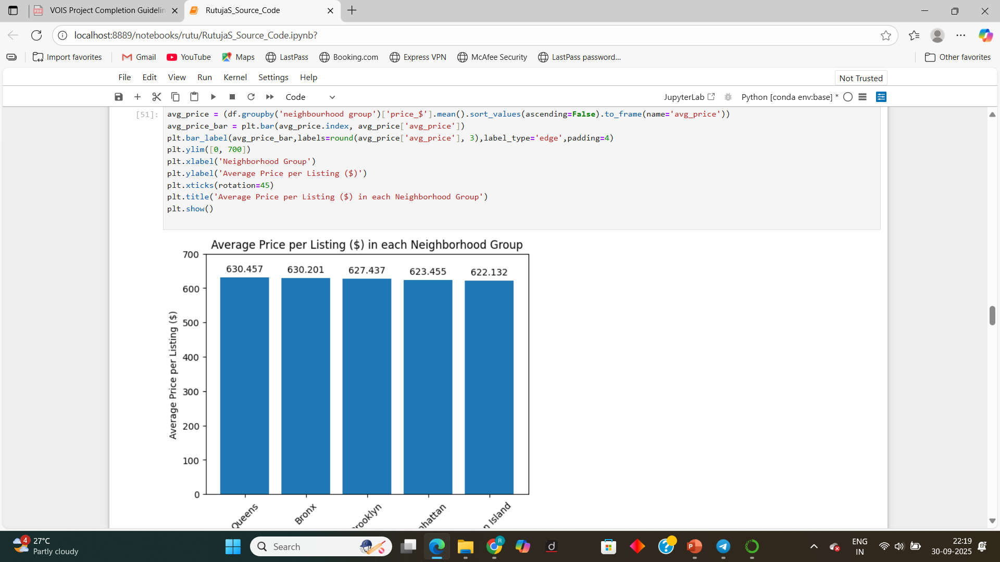 VOIS Project Completion Guidelin
RutujaS_Source_Code
localhost:8889/notebooks/rutu/RutujaS_Source_Code.ipynb?
Import favorites
Gmail
YouTube
Maps
LastPass
Booking.com
Express VPN
McAfee Security
LastPass password...
Other favorites
File Edit View Run Kernel Settings Help
Not Trusted
Code
JupyterLab
Python [conda env:base] *
[51]:
avg_price = (df.groupby('neighbourhood group')['price_$'].mean().sort_values(ascending=False).to_frame(name='avg_price'))
avg_price_bar = plt.bar(avg_price.index, avg_price['avg_price'])
plt.bar_label(avg_price_bar,labels=round(avg_price['avg_price'], 3),label_type='edge',padding=4)
plt.ylim([0, 700])
plt.xlabel('Neighborhood Group')
plt.ylabel('Average Price per Listing ($)')
plt.xticks(rotation=45)
plt.title('Average Price per Listing ($) in each Neighborhood Group')
plt.show()
Average Price per Listing ($) in each Neighborhood Group
700
600
500
400
300
200
100
0
Average Price per Listing ($)
630.457
630.201
627.437
623.455
622.132
Queens
Bronx
rooklyn
hattan
n Island
4
27°C
Partly cloudy
Search
R
d
P
ENG
IN
22:19
30-09-2025